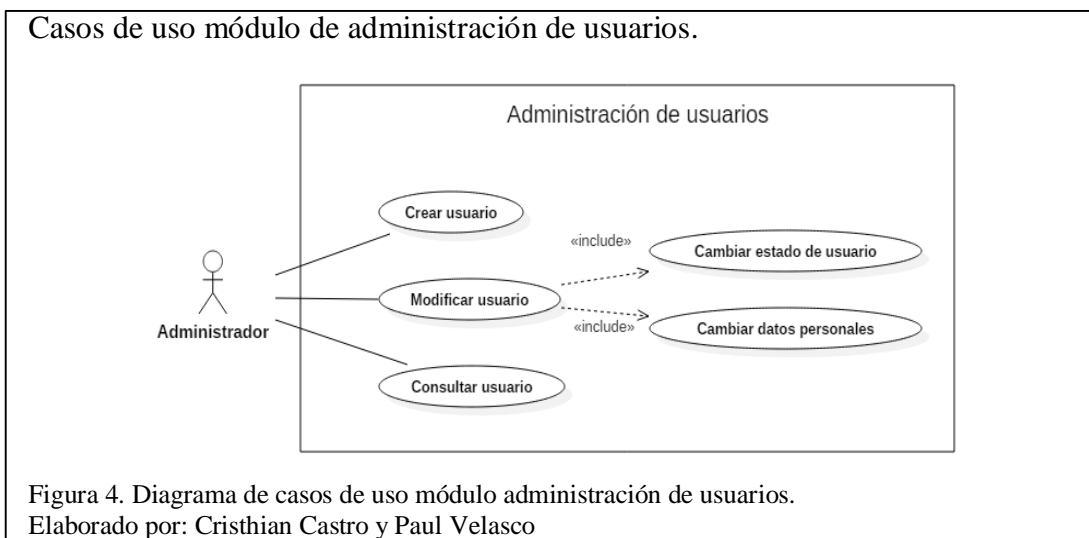 Casos de uso módulo de administración de usuarios.
Administración de usuarios
Crear usuario
«include»
Cambiar estado de usuario
Modificar usuario
Administrador
«include»
Cambiar datos personales
Consultar usuario
Figura 4. Diagrama de casos de uso módulo administración de usuarios.
Elaborado por: Cristhian Castro y Paul Velasco